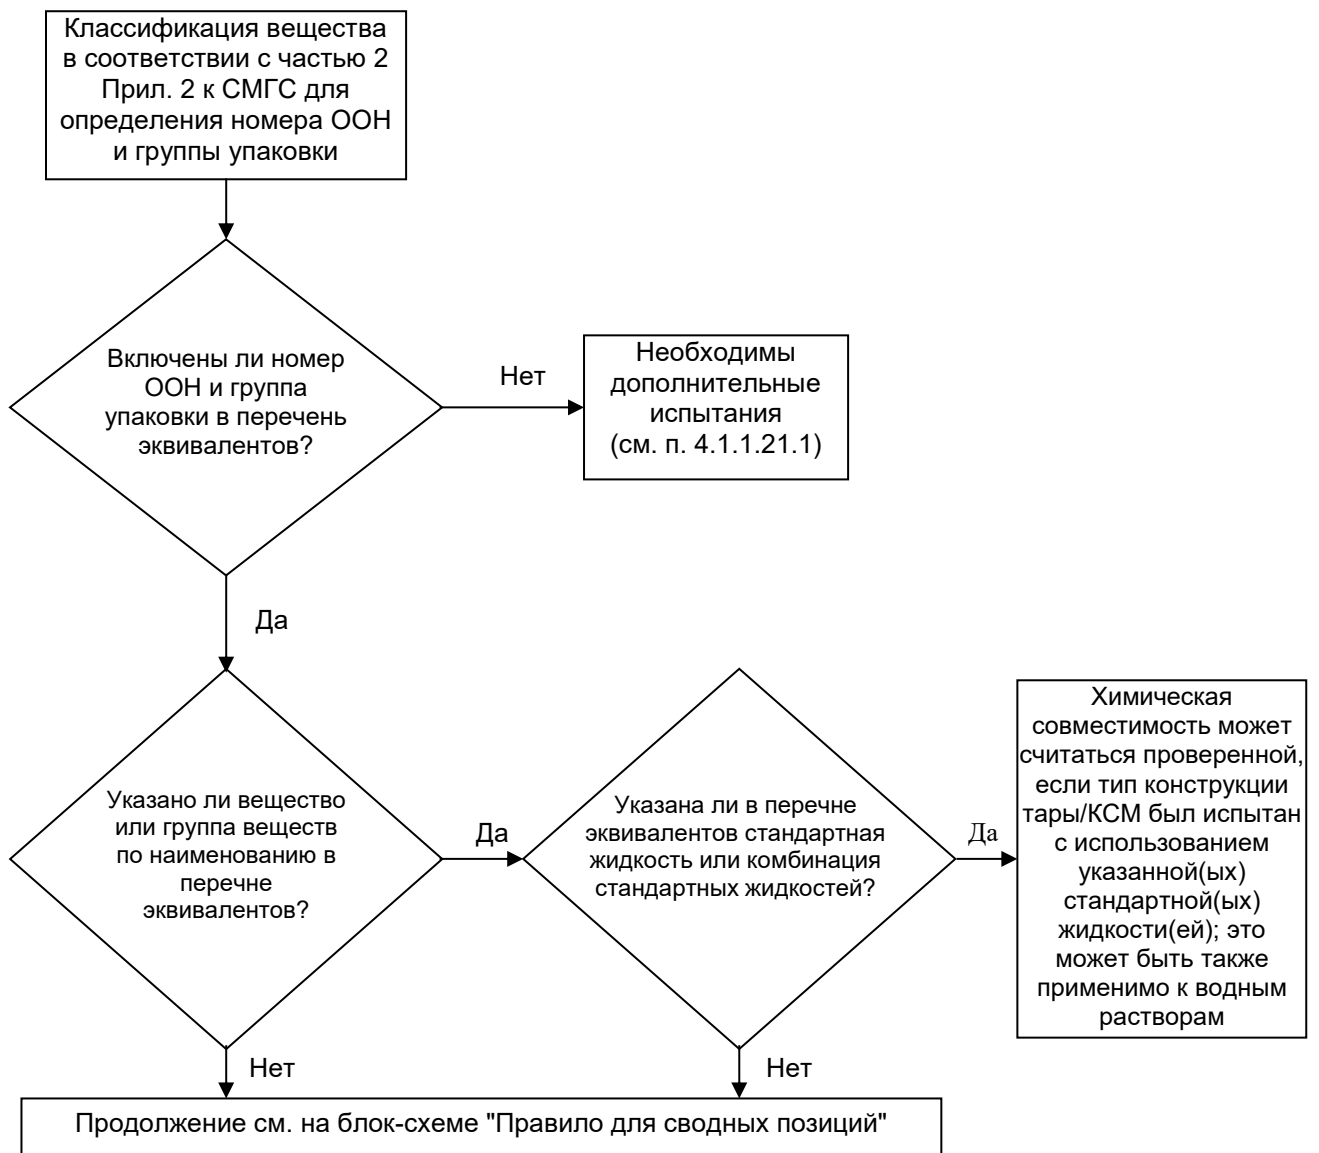 Классификация вещества
в соответствии с частью 2
Прил. 2 к СМГС для
определения номера ООН
и группы упаковки
Включены ли номер
ООН и группа
упаковки в перечень
эквивалентов?
Нет
Необходимы
дополнительные
испытания
(см. п. 4.1.1.21.1)
Да
Указано ли вещество
или группа веществ
по наименованию в
перечне
эквивалентов?
Да
Указана ли в перечне
эквивалентов стандартная
жидкость или комбинация
стандартных жидкостей?
Да
Химическая
совместимость может
считаться проверенной,
если тип конструкции
тары/КСМ был испытан
с использованием
указанной(ых)
стандартной(ых)
жидкости(ей); это
может быть также
применимо к водным
растворам
Нет
Нет
Продолжение см. на блок-схеме "Правило для сводных позиций"